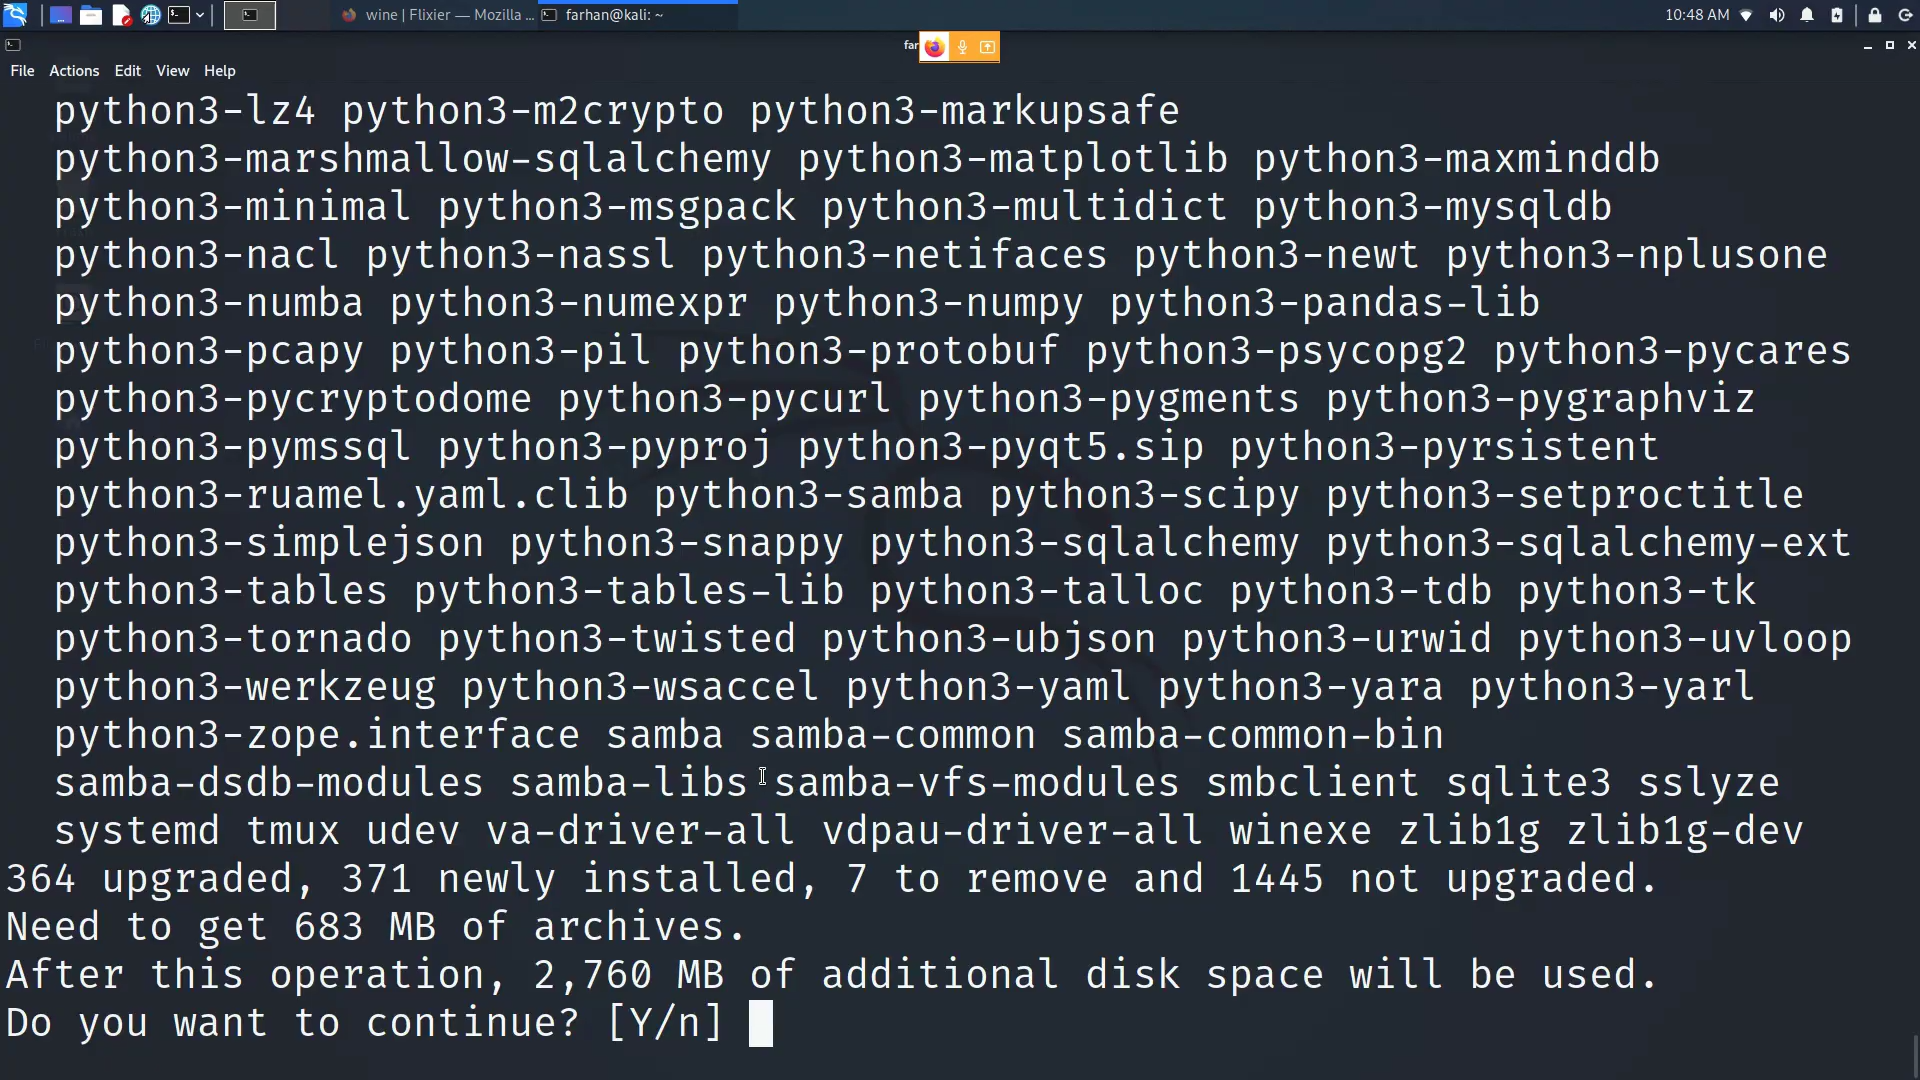 wine | Flixier — Mozilla ...
farhan@kali: ~
10:48 AM
far
File Actions Edit View Help
python3-lz4 python3-m2crypto python3-markupsafe
python3-marshmallow-sqlalchemy python3-matplotlib python3-maxminddb
python3-minimal python3-msgpack python3-multidict python3-mysqldb
python3-nacl python3-nassl python3-netifaces python3-newt python3-nplusone
python3-numba python3-numexpr python3-numpy python3-pandas-lib
python3-pcapy python3-pil python3-protobuf python3-psycopg2 python3-pycares
python3-pycryptodome python3-pycurl python3-pygments python3-pygraphviz
python3-pymssql python3-pyproj python3-pyqt5.sip python3-pyrsistent
python3-ruamel.yaml.clib python3-samba python3-scipy python3-setproctitle
python3-simplejson python3-snappy python3-sqlalchemy python3-sqlalchemy-ext
python3-tables python3-tables-lib python3-talloc python3-tdb python3-tk
python3-tornado python3-twisted python3-ubjson python3-urwid python3-uvloop
python3-werkzeug python3-wsaccel python3-yaml python3-yara python3-yarl
python3-zope.interface samba samba-common samba-common-bin
samba-dsdb-modules samba-libs samba-vfs-modules smbclient sqlite3 sslyze
systemd tmux udev va-driver-all vdpau-driver-all winexe zlib1g zlib1g-dev
364 upgraded, 371 newly installed, 7 to remove and 1445 not upgraded.
Need to get 683 MB of archives.
After this operation, 2,760 MB of additional disk space will be used.
Do you want to continue? [Y/n]